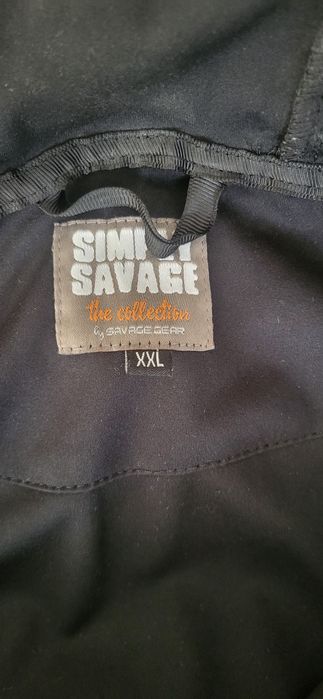 SIMPLY
SAVAGE
the collection
by SAVAGE GEAR
XXL